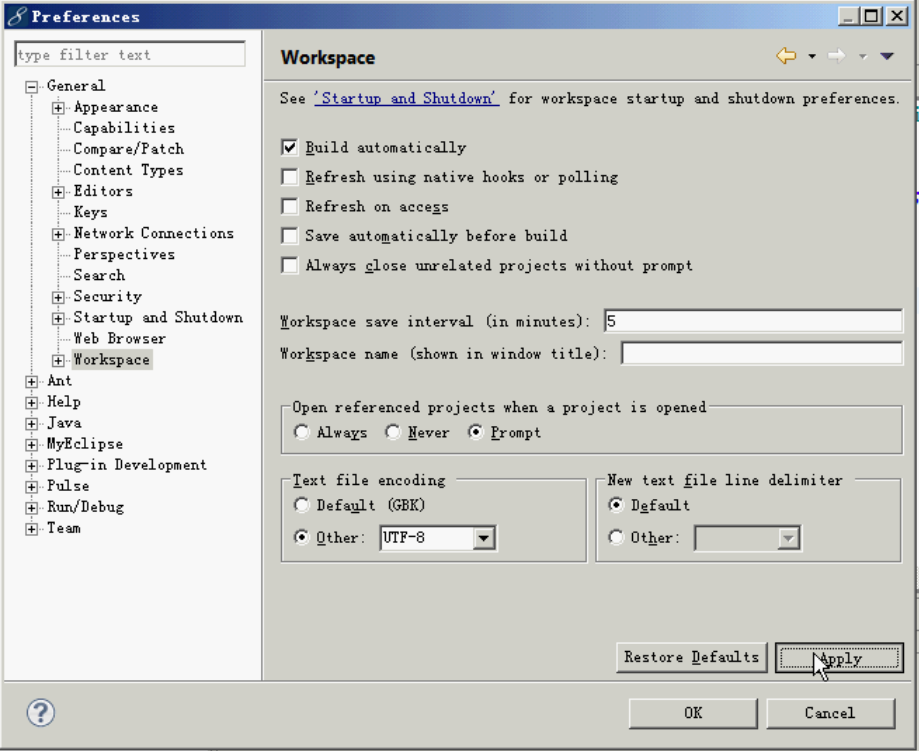 Preferences
type filter text
General
Appearance
Capabilities
Compare/Patch
Content Types
Editors
Keys
Network Connections
Perspectives
Search
Security
Startup and Shutdown
Web Browser
Workspace
Ant
Help
Java
MyEclipse
Plug-in Development
Pulse
Run/Debug
Team
Workspace
See 'Startup and Shutdown' for workspace startup and shutdown preferences.
Build automatically
Refresh using native hooks or polling
Refresh on access
Save automatically before build
Always close unrelated projects without prompt
Workspace save interval (in minutes): 5
Workspace name (shown in window title):
Open referenced projects when a project is opened
Always Never Prompt
Text file encoding
Default (GBK)
Other: UTF-8
New text file line delimiter
Default
Other:
Restore Defaults Apply
? OK Cancel